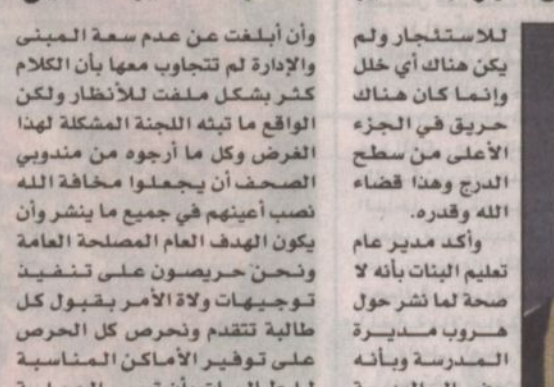 للاستئجار ولم
يكن هناك أي خلل
وإنما كان هناك
حريق في الجزء
الأعلى من سطح
الدرج وهذا قضاء
الله وقدره.
وأكد مدير عام
تعليم البنات بأنه لا
صحة لما نشر حول
هروب مديرة
المدرسة وبأنه
وأن أبلغت عن عدم سعة المبنى
والإدارة لم تتجاوب معها بأن الكلام
كثر بشكل ملفت للأنظار ولكن
الواقع ما تبثه اللجنة المشكلة لهذا
الغرض وكل ما أرجوه من مندوبي
الصحف أن يجعلوا مخافة الله
نصب أعينهم في جميع ما ينشر وأن
يكون الهدف العام المصلحة العامة
ونحن حريصون على تنفيذ
توجيهات ولاة الأمر بقبول كل
طالبة تتقدم ونحرص كل الحرص
على توفير الأماكن المناسبة